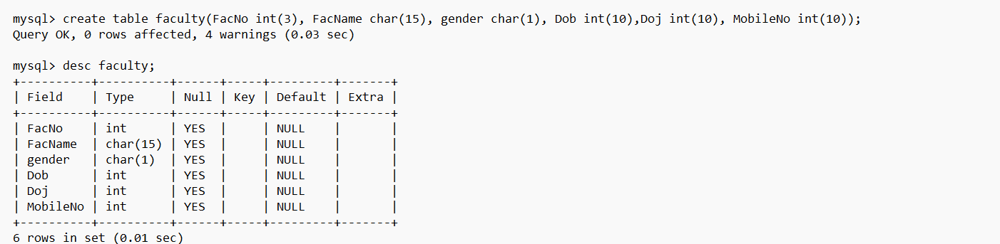 mysql> create table faculty(FacNo int(3), FacName char(15), gender char(1), Dob int(10),Doj int(10), MobileNo int(10));
Query OK, 0 rows affected, 4 warnings (0.03 sec)
mysql> desc faculty;
+----------+----------+------+-----+---------+-------+
| Field    | Type     | Null | Key | Default | Extra |
+----------+----------+------+-----+---------+-------+
| FacNo    | int      | YES  |     | NULL    |       |
| FacName  | char(15) | YES  |     | NULL    |       |
| gender   | char(1)  | YES  |     | NULL    |       |
| Dob      | int      | YES  |     | NULL    |       |
| Doj      | int      | YES  |     | NULL    |       |
| MobileNo | int      | YES  |     | NULL    |       |
+----------+----------+------+-----+---------+-------+
6 rows in set (0.01 sec)